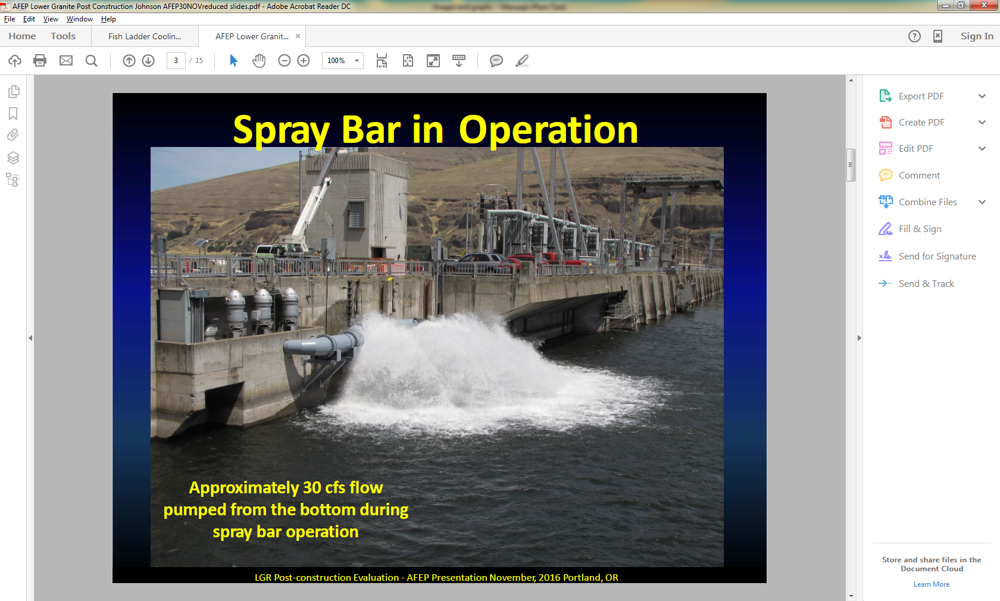 AFEP Lower Granite Post Construction Johnson AFEP30NOVreduced slides.pdf - Adobe Acrobat Reader DC
File Edit View Window Help
Home Tools Fish Ladder Coolin... AFEP Lower Granit... × Sign In
3 / 15 100%
Spray Bar in Operation
Approximately 30 cfs flow
pumped from the bottom during
spray bar operation
LGR Post-construction Evaluation - AFEP Presentation November, 2016 Portland, OR
Export PDF
Create PDF
Edit PDF
Comment
Combine Files
Fill & Sign
Send for Signature
Send & Track
Store and share files in the
Document Cloud
Learn More